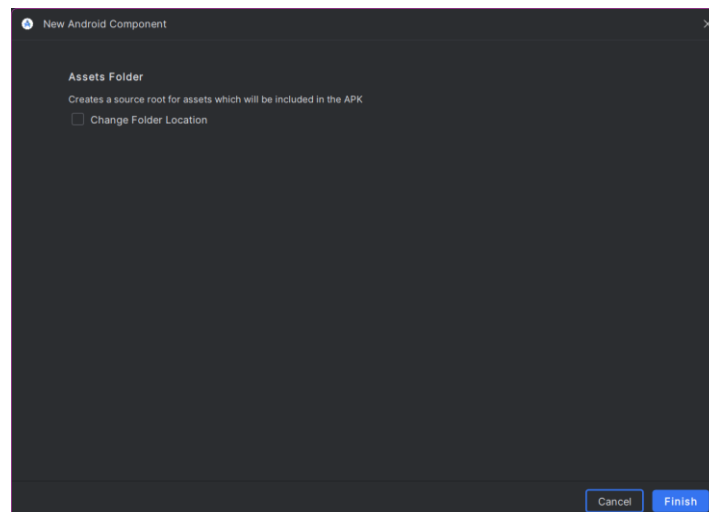 New Android Component
Assets Folder
Creates a source root for assets which will be included in the APK
Change Folder Location
Cancel
Finish